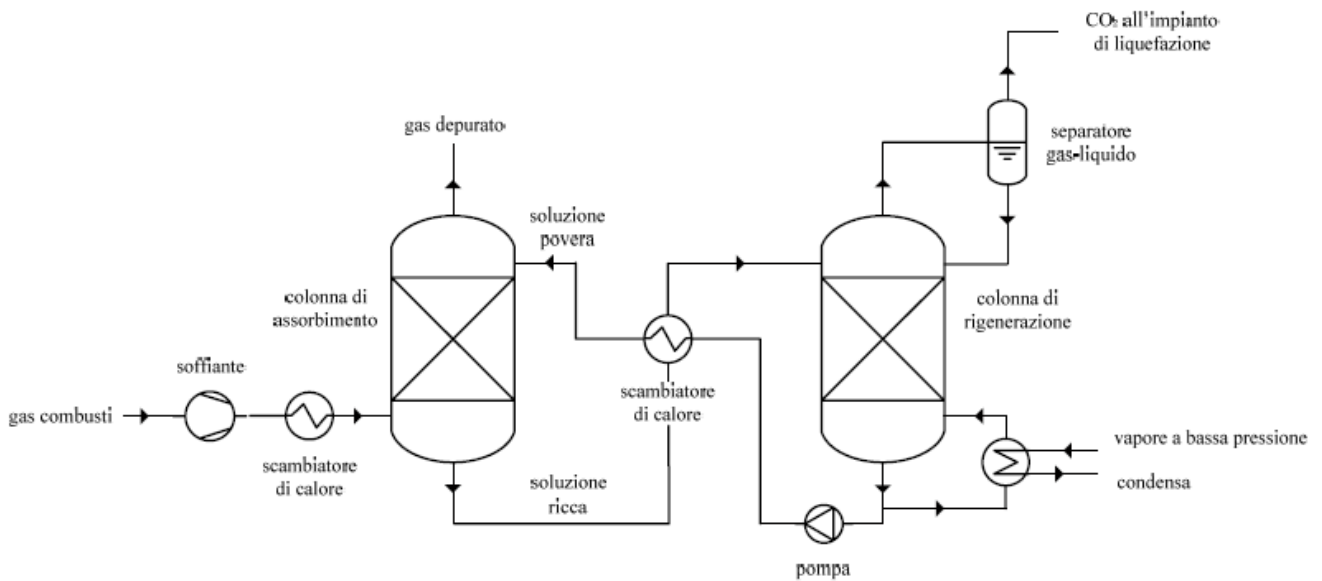 CO₂ all'impianto
di liquefazione
gas depurato
separatore
gas-liquido
soluzione
povera
colonna di
assorbimento
colonna di
rigenerazione
soffiante
gas combusti
scambiatore
di calore
scambiatore
di calore
vapore a bassa pressione
condensa
soluzione
ricca
pompa